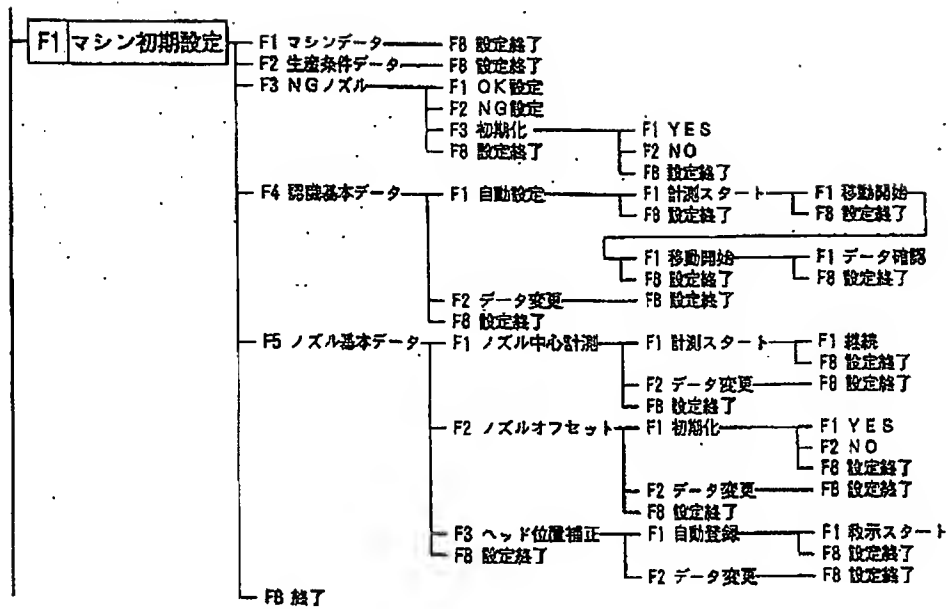 F1 マシン初期設定
F1 マシンデータ F8 設定終了
F2 生産条件データ F8 設定終了
F3 NGノズル F1 OK設定
F2 NG設定
F3 初期化 F1 YES
F8 設定終了 F2 NO
F8 設定終了
F4 認識基本データ F1 自動設定 F1 計測スタート F1 移動開始
F8 設定終了 F8 設定終了
F1 移動開始 F1 データ確認
F8 設定終了 F8 設定終了
F2 データ変更 F8 設定終了
F8 設定終了
F5 ノズル基本データ F1 ノズル中心計測 F1 計測スタート F1 継続
F8 設定終了
F2 データ変更 F8 設定終了
F8 設定終了
F2 ノズルオフセット F1 初期化 F1 YES
F2 NO
F8 設定終了
F2 データ変更 F8 設定終了
F8 設定終了
F3 ヘッド位置補正 F1 自動登録 F1 教示スタート
F8 設定終了 F8 設定終了
F2 データ変更 F8 設定終了
F8 終了